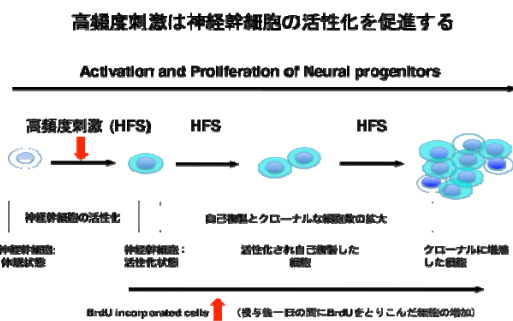 高頻度刺激は神経幹細胞の活性化を促進する
Activation and Proliferation of Neural progenitors
高頻度刺激 (HFS) HFS HFS
神経幹細胞の活性化 自己複製とクローナルな細胞数の拡大
神経幹細胞: 神経幹細胞: 活性化され自己複製した クローナルに増殖
休眠状態 活性化状態 細胞 した細胞
BrdU incorporated cells (投与後一日の間にBrdUをとりこんだ細胞の増加)